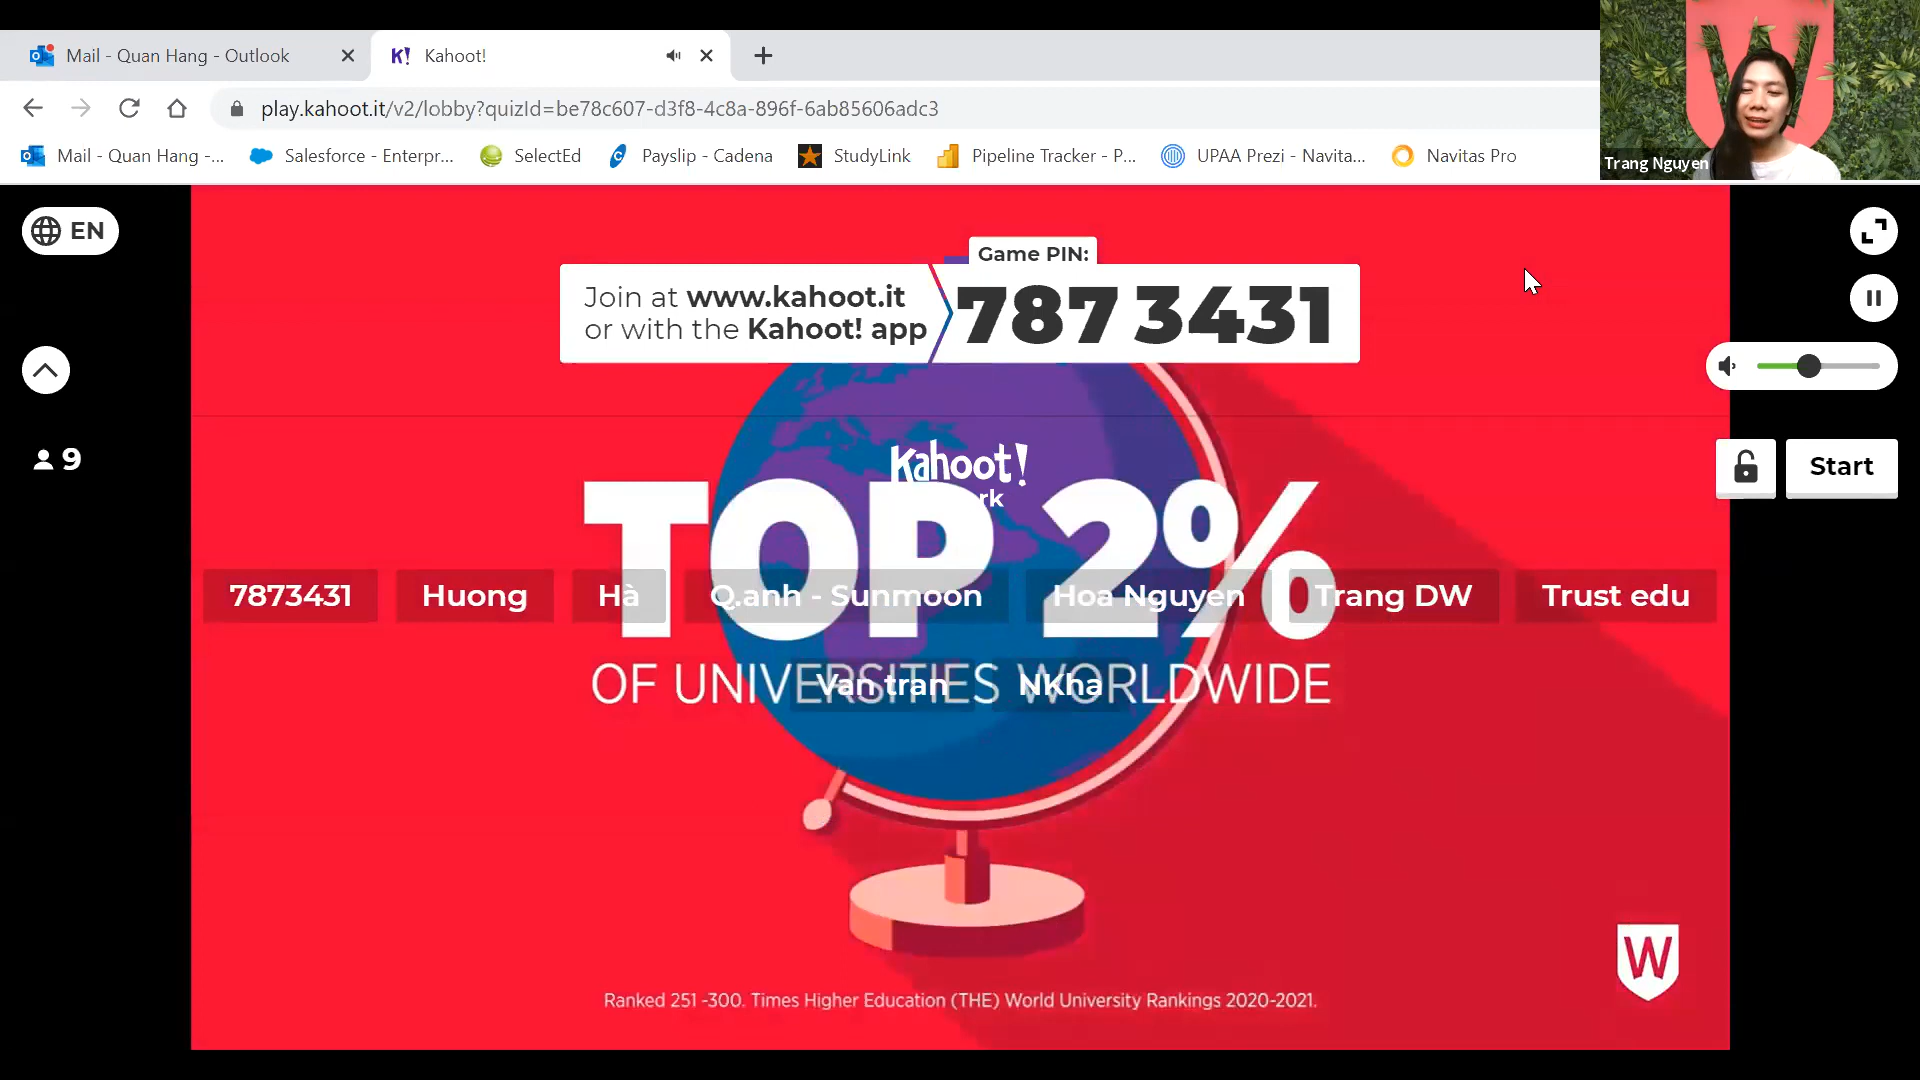 Mail - Quan Hang - Outlook
K! Kahoot!
play.kahoot.it/v2/lobby?quizId=be78c607-d3f8-4c8a-896f-6ab85606adc3
Mail - Quan Hang -... Salesforce - Enterpr... SelectEd Payslip - Cadena StudyLink Pipeline Tracker - P... UPAA Prezi - Navita... Navitas Pro
Trang Nguyen
EN
Game PIN:
Join at www.kahoot.it
or with the Kahoot! app
787 3431
9
Start
Kahoot!
rk
TOP 2%
7873431 Huong Hà Q.anh - Sunmoon Hoa Nguyen Trang DW Trust edu
OF UNIVERSITIES WORLDWIDE
Van tran NKha
W
Ranked 251 -300. Times Higher Education (THE) World University Rankings 2020-2021.